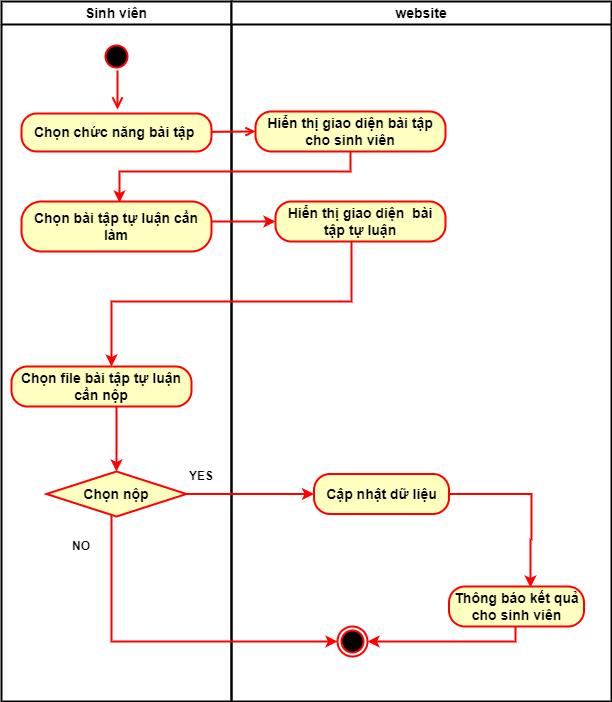 Sinh viên
website
Chọn chức năng bài tập
Hiển thị giao diện bài tập
cho sinh viên
Chọn bài tập tự luận cần
làm
Hiển thị giao diện bài
tập tự luận
Chọn file bài tập tự luận
cần nộp
Chọn nộp
YES
Cập nhật dữ liệu
NO
Thông báo kết quả
cho sinh viên